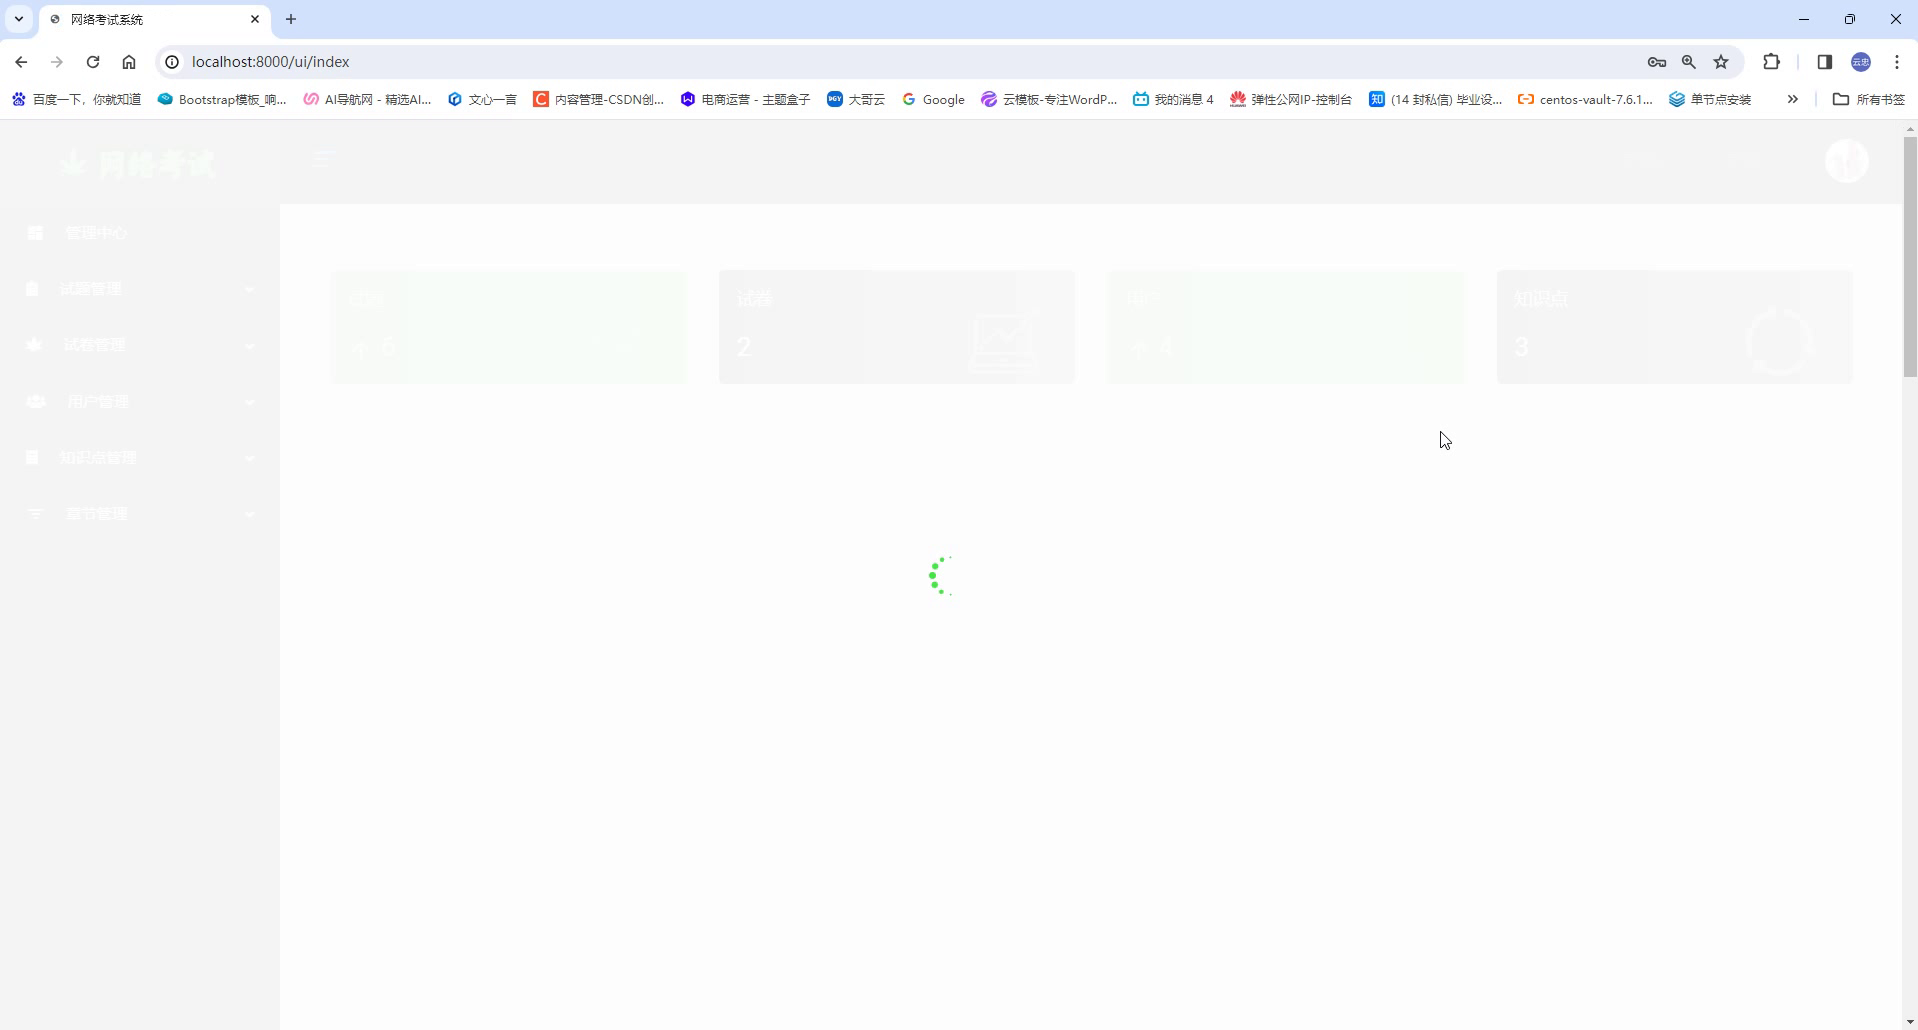 网络考试系统
localhost:8000/ui/index
云忠
百度一下，你就知道
Bootstrap模板_响...
AI导航网 - 精选AI...
文心一言
内容管理-CSDN创...
电商运营 - 主题盒子
大哥云
Google
云模板-专注WordP...
我的消息 4
弹性公网IP-控制台
(14 封私信) 毕业设...
centos-vault-7.6.1...
单节点安装
所有书签
网络考试
管理中心
试题管理
试卷管理
用户管理
知识点管理
章节管理
试题
6
试卷
2
用户
4
知识点
3